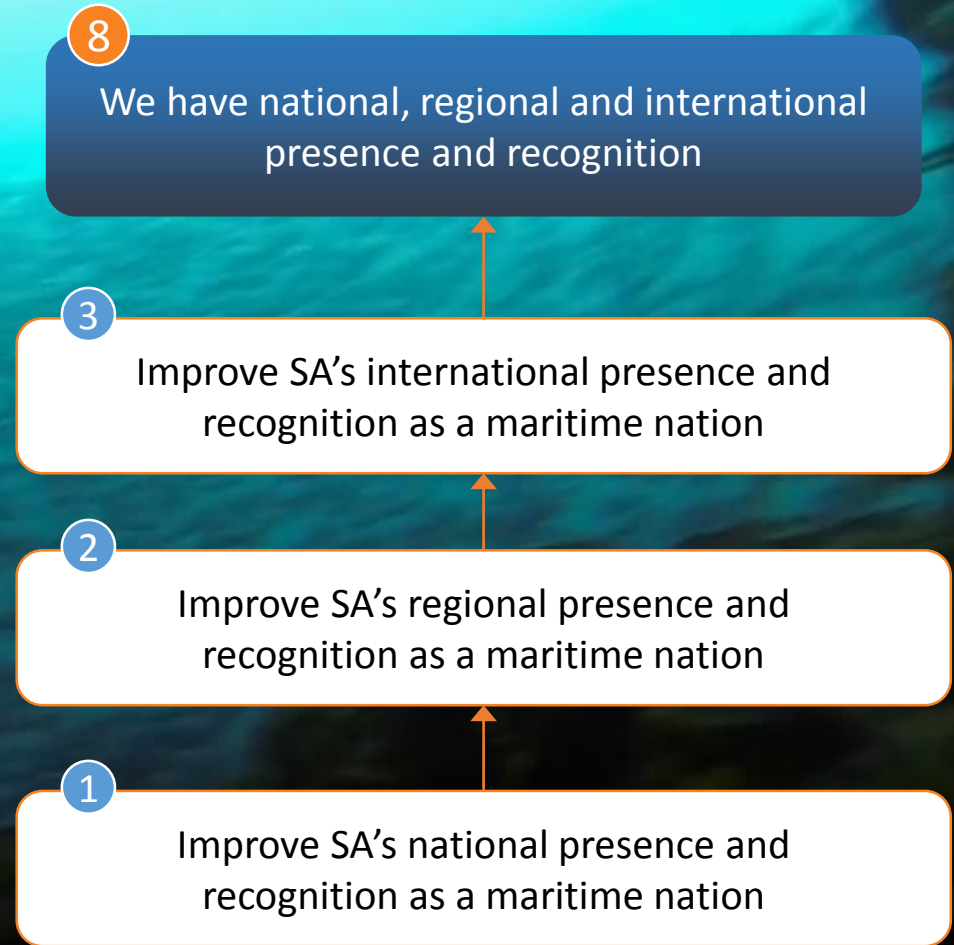 8
We have national, regional and international
presence and recognition
3
Improve SA’s international presence and
recognition as a maritime nation
2
Improve SA’s regional presence and
recognition as a maritime nation
1
Improve SA’s national presence and
recognition as a maritime nation